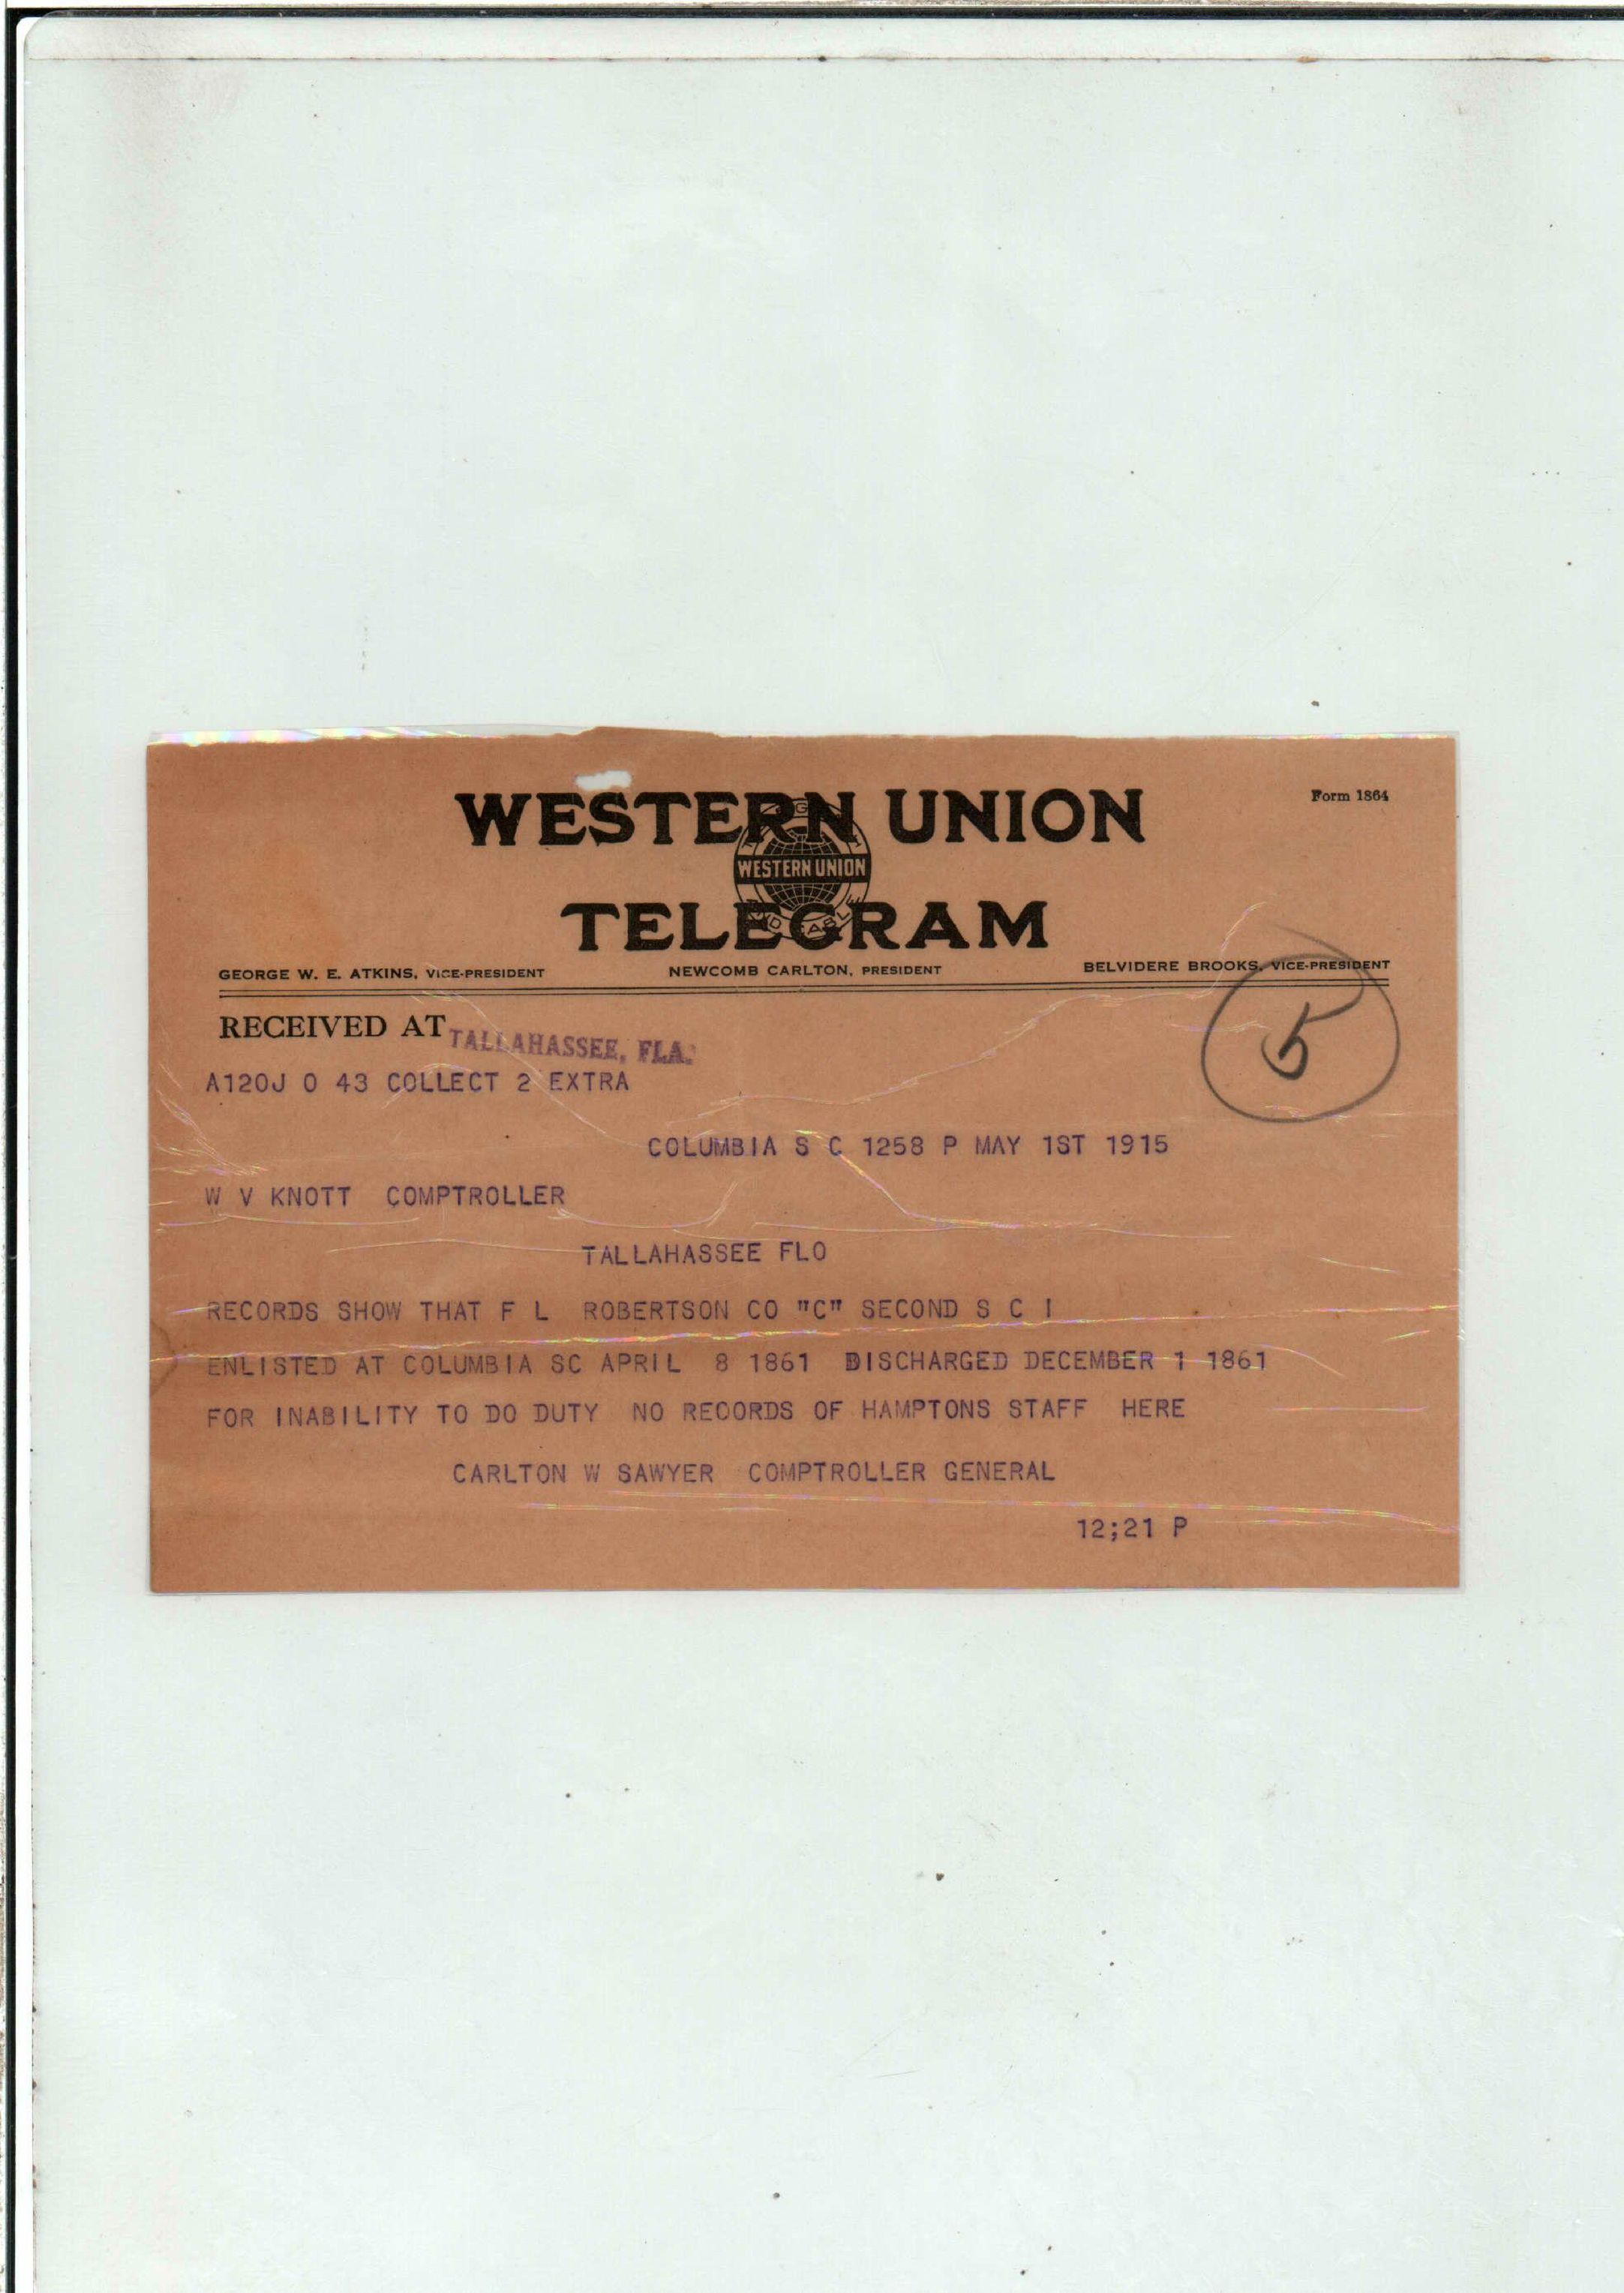 WESTERN UNION
Form 1864
WESTERN UNION
TELEGRAM
GEORGE W. E. ATKINS, VICE-PRESIDENT NEWCOMB CARLTON, PRESIDENT BELVIDERE BROOKS, VICE-PRESIDENT
RECEIVED AT TALLAHASSEE, FLA.
5
A120J O 43 COLLECT 2 EXTRA
COLUMBIA S C 1258 P MAY 1ST 1915
W V KNOTT COMPTROLLER
TALLAHASSEE FLO
RECORDS SHOW THAT F L ROBERTSON CO "C" SECOND S C I
ENLISTED AT COLUMBIA SC APRIL 8 1861 DISCHARGED DECEMBER 1 1861
FOR INABILITY TO DO DUTY NO RECORDS OF HAMPTONS STAFF HERE
CARLTON W SAWYER COMPTROLLER GENERAL
12;21 P